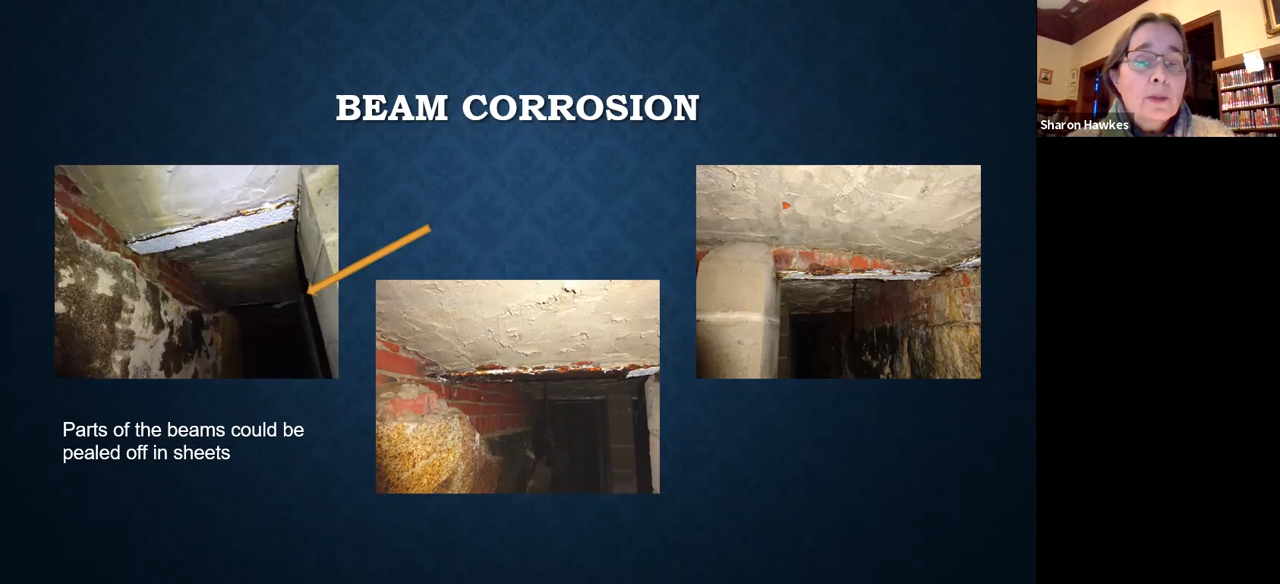 BEAM CORROSION
Parts of the beams could be
pealed off in sheets
Sharon Hawkes